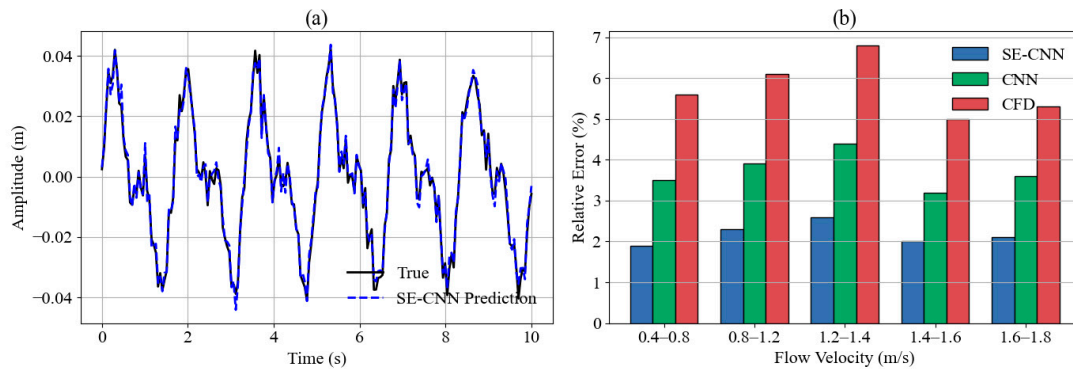 (a)
Amplitude (m)
0.04
0.02
0.00
−0.02
−0.04
True
SE-CNN Prediction
0
2
4
6
8
10
Time (s)
(b)
Relative Error (%)
7
6
5
4
3
2
1
0
SE-CNN
CNN
CFD
0.4–0.8
0.8–1.2
1.2–1.4
1.4–1.6
1.6–1.8
Flow Velocity (m/s)